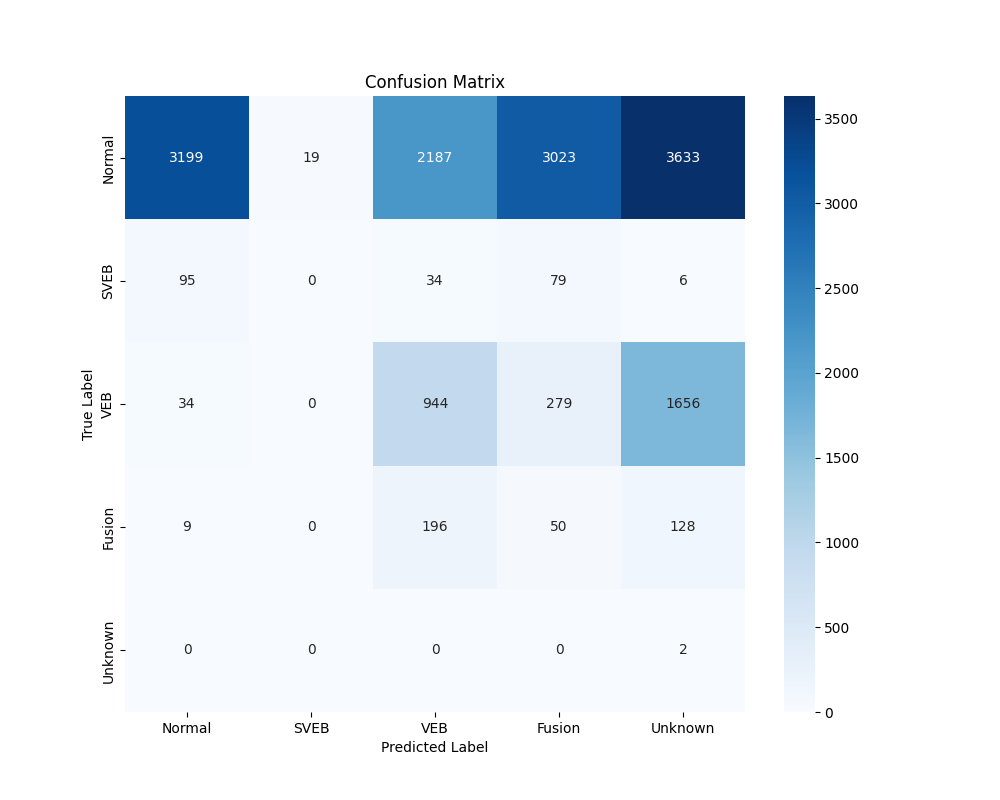 Confusion Matrix
Normal 3199 19 2187 3023 3633
SVEB 95 0 34 79 6
VEB 34 0 944 279 1656
Fusion 9 0 196 50 128
Unknown 0 0 0 0 2
True Label
Normal SVEB VEB Fusion Unknown
Predicted Label
3500
3000
2500
2000
1500
1000
500
0